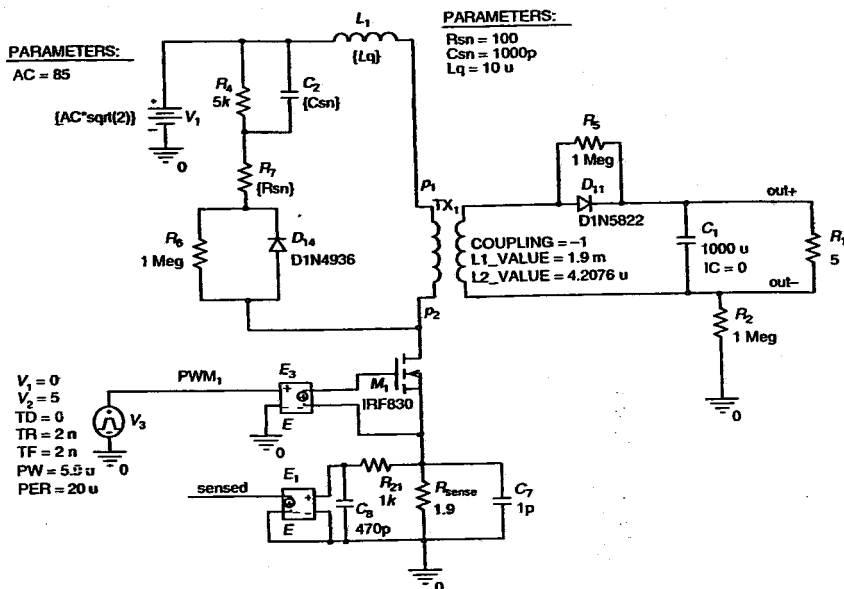 PARAMETERS:
AC = 85
L1
{Lq}
PARAMETERS:
Rsn = 100
Csn = 1000p
Lq = 10 u
R4
5k
C2
{Csn}
{AC*sqrt(2)}
+
−
V1
0
R7
{Rsn}
R6
1 Meg
D14
D1N4936
p1
TX1
p2
COUPLING = −1
L1_VALUE = 1.9 m
L2_VALUE = 4.2076 u
R5
1 Meg
D11
D1N5822
out+
C1
1000 u
IC = 0
R1
5
out−
R2
1 Meg
0
V1 = 0
V2 = 5
TD = 0
TR = 2 n
TF = 2 n
PW = 5.9 u
PER = 20 u
V3
0
PWM1
E3
E
0
M1
IRF830
sensed
E1
E
C8
470p
R21
1k
Rsense
1.9
C7
1p
0